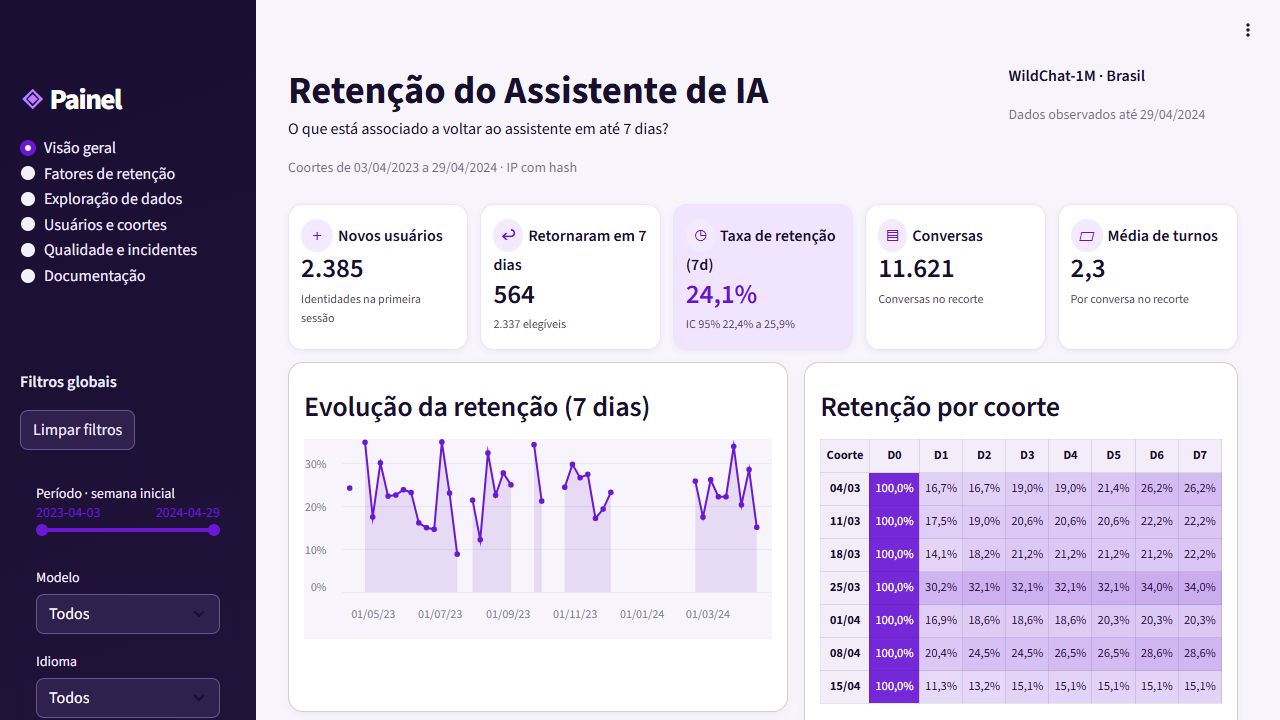 Painel
Visão geral
Fatores de retenção
Exploração de dados
Usuários e coortes
Qualidade e incidentes
Documentação
Filtros globais
Limpar filtros
Período · semana inicial
2023-04-03 2024-04-29
Modelo
Todos
Idioma
Todos
Retenção do Assistente de IA
O que está associado a voltar ao assistente em até 7 dias?
Coortes de 03/04/2023 a 29/04/2024 · IP com hash
WildChat-1M · Brasil
Dados observados até 29/04/2024
Novos usuários
2.385
Identidades na primeira
sessão
Retornaram em 7
dias
564
2.337 elegíveis
Taxa de retenção
(7d)
24,1%
IC 95% 22,4% a 25,9%
Conversas
11.621
Conversas no recorte
Média de turnos
2,3
Por conversa no recorte
Evolução da retenção (7 dias)
30%
20%
10%
0%
01/05/23 01/07/23 01/09/23 01/11/23 01/01/24 01/03/24
Retenção por coorte
Coorte D0 D1 D2 D3 D4 D5 D6 D7
04/03 100,0% 16,7% 16,7% 19,0% 19,0% 21,4% 26,2% 26,2%
11/03 100,0% 17,5% 19,0% 20,6% 20,6% 20,6% 22,2% 22,2%
18/03 100,0% 14,1% 18,2% 21,2% 21,2% 21,2% 21,2% 22,2%
25/03 100,0% 30,2% 32,1% 32,1% 32,1% 32,1% 34,0% 34,0%
01/04 100,0% 16,9% 18,6% 18,6% 18,6% 20,3% 20,3% 20,3%
08/04 100,0% 20,4% 24,5% 24,5% 26,5% 26,5% 28,6% 28,6%
15/04 100,0% 11,3% 13,2% 15,1% 15,1% 15,1% 15,1% 15,1%